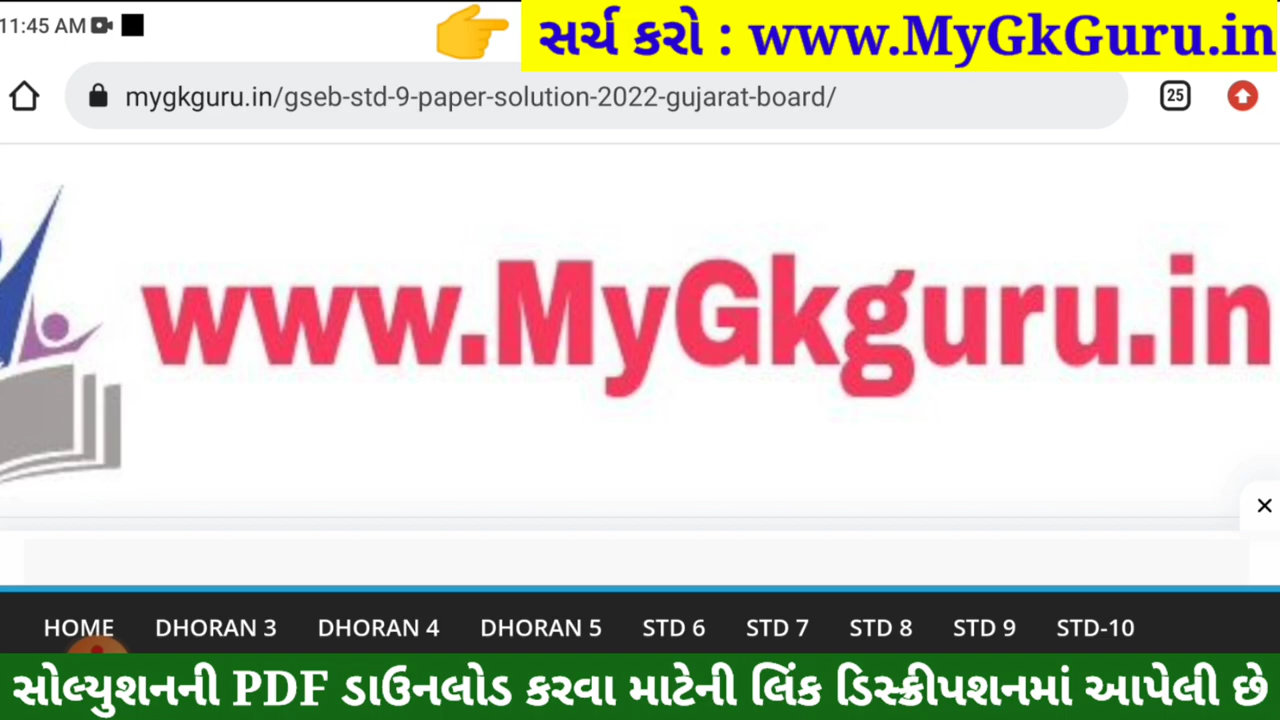 11:45 AM
સર્ચ કરો : www.MyGkGuru.in
mygkguru.in/gseb-std-9-paper-solution-2022-gujarat-board/
25
www.MyGkguru.in
HOME DHORAN 3 DHORAN 4 DHORAN 5 STD 6 STD 7 STD 8 STD 9 STD-10
સોલ્યુશનની PDF ડાઉનલોડ કરવા માટેની લિંક ડિસ્ક્રીપશનમાં આપેલી છે